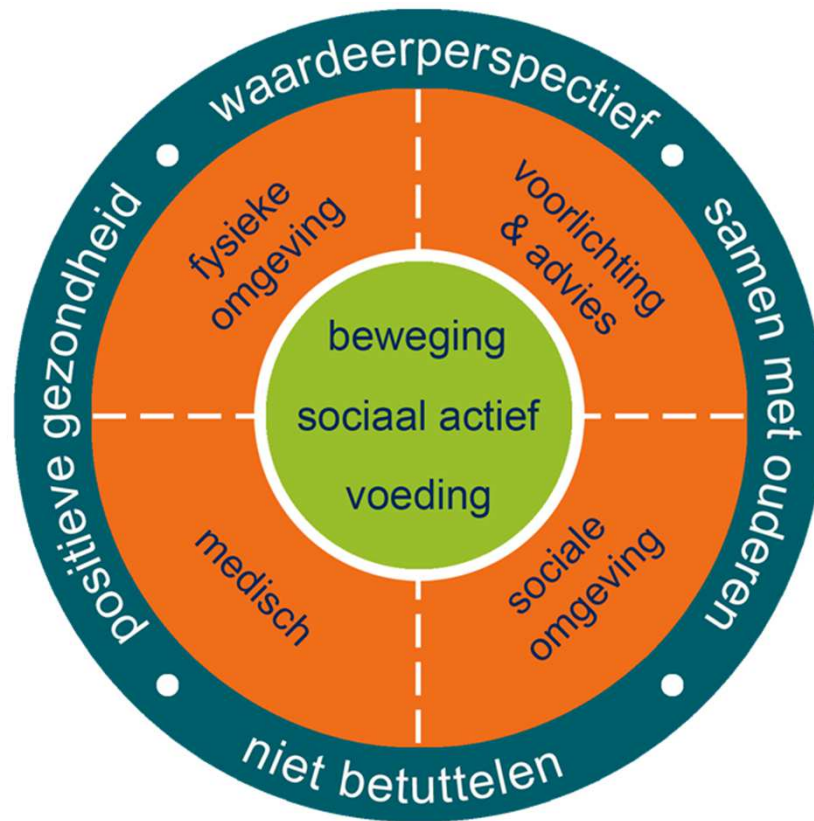 waardeerperspectief
samen met ouderen
niet betuttelen
positieve gezondheid
fysieke
omgeving
voorlichting
& advies
medisch
sociale
omgeving
beweging
sociaal actief
voeding